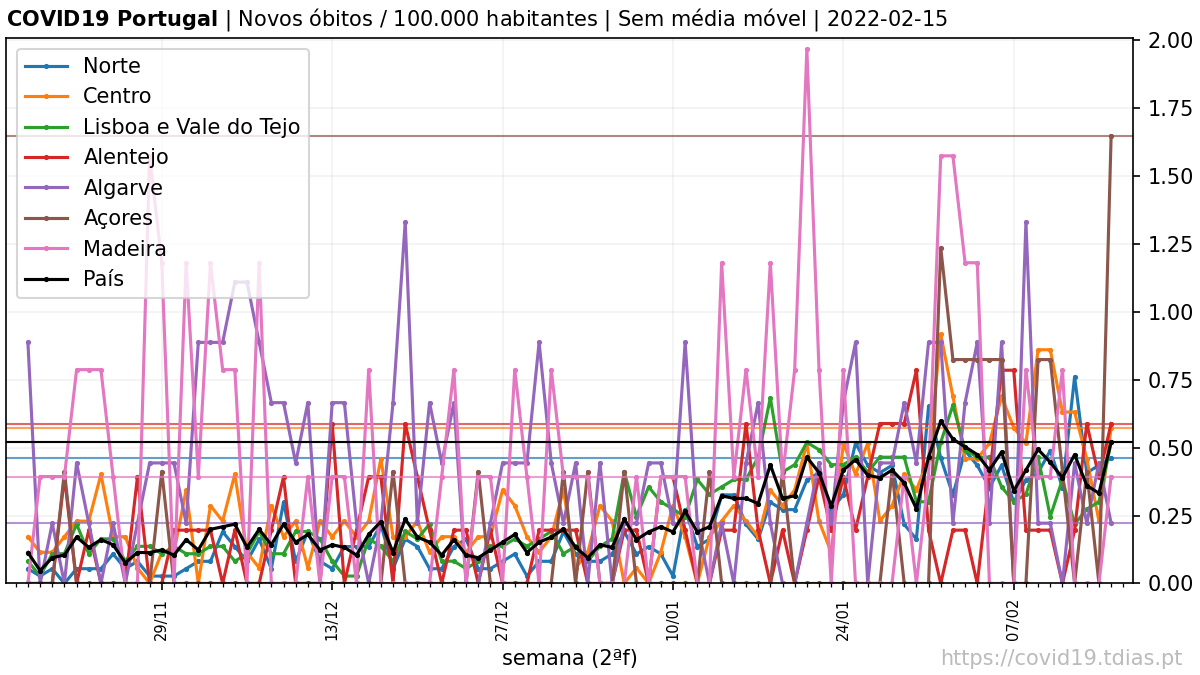 COVID19 Portugal | Novos óbitos / 100.000 habitantes | Sem média móvel | 2022-02-15
Norte
Centro
Lisboa e Vale do Tejo
Alentejo
Algarve
Açores
Madeira
País
2.00
1.75
1.50
1.25
1.00
0.75
0.50
0.25
0.00
29/11
13/12
27/12
10/01
24/01
07/02
semana (2ªf)
https://covid19.tdias.pt